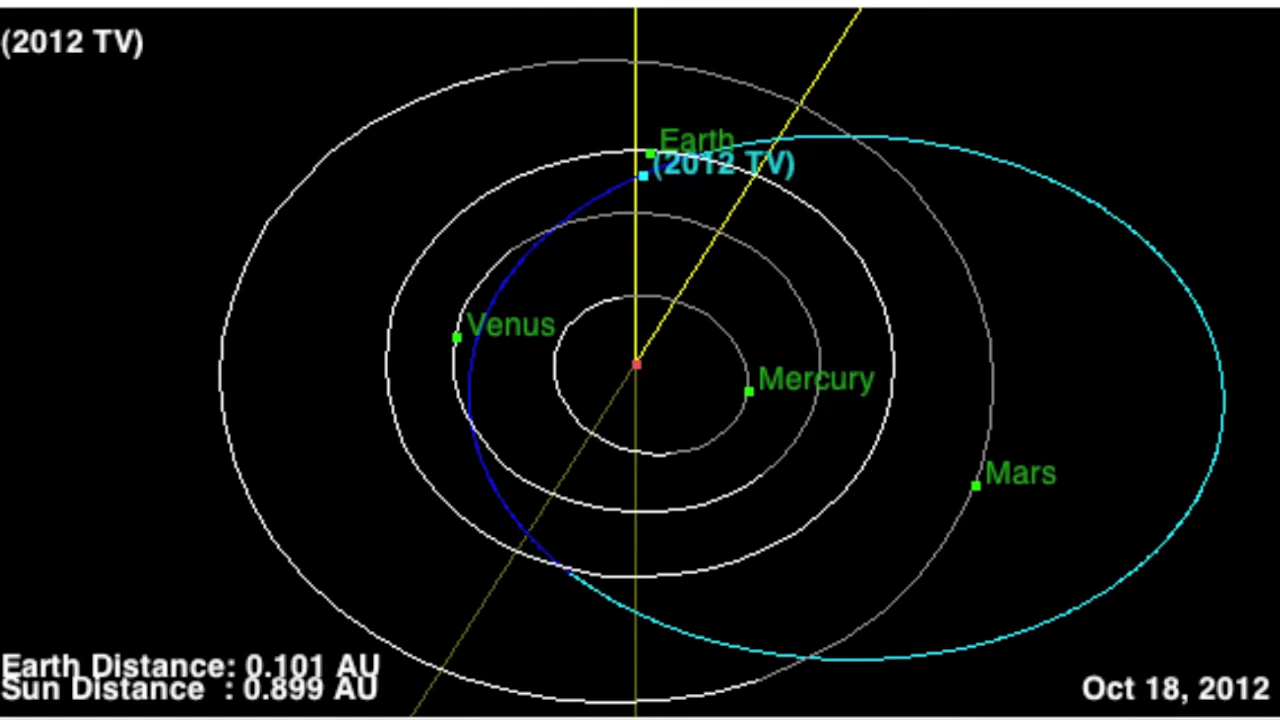 (2012 TV)
Earth
(2012 TV)
Venus
Mercury
Mars
Earth Distance: 0.101 AU
Sun Distance : 0.899 AU
Oct 18, 2012